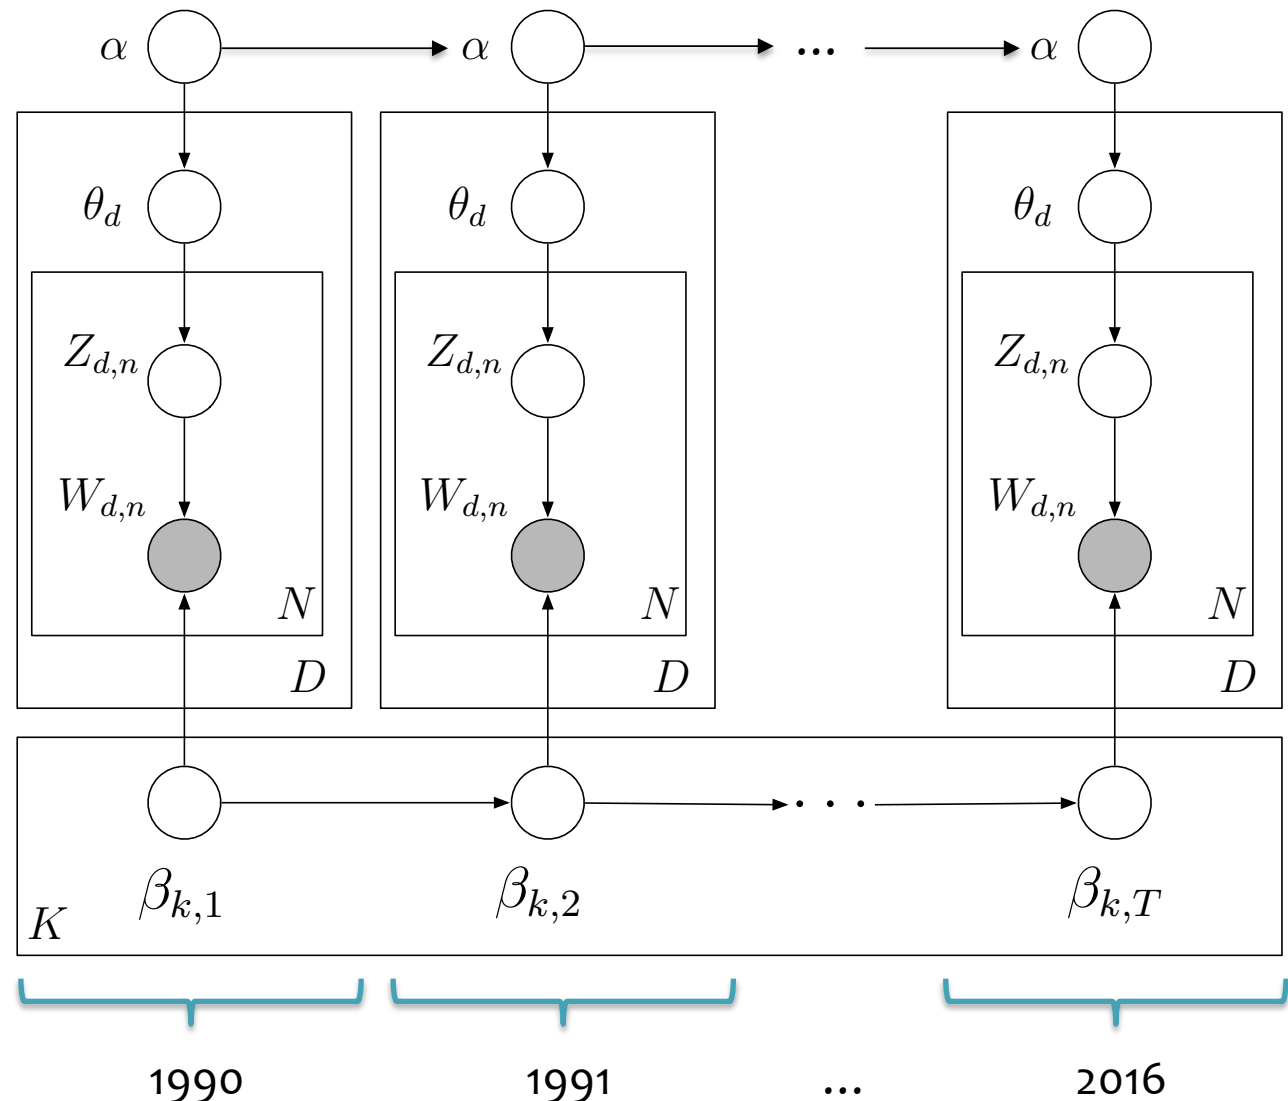 α α ... α
θ_d θ_d θ_d
Z_{d,n} Z_{d,n} Z_{d,n}
W_{d,n} W_{d,n} W_{d,n}
N N N
D D D
. . .
β_{k,1} β_{k,2} β_{k,T}
K
1990 1991 ... 2016